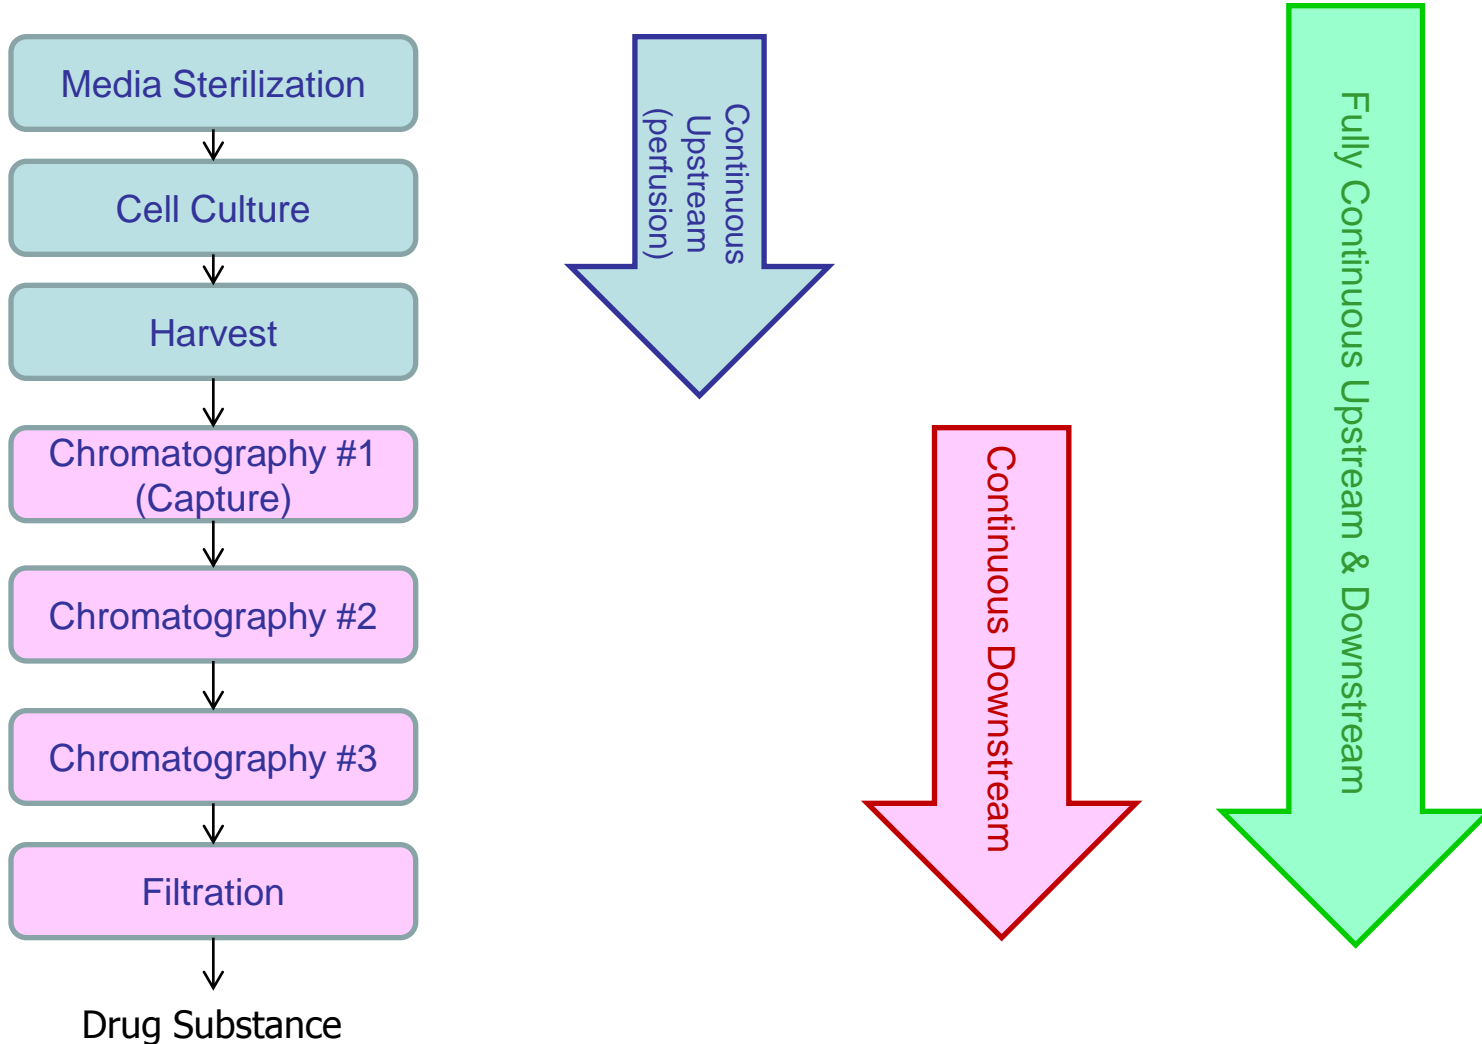 Media Sterilization
Cell Culture
Harvest
Chromatography #1
(Capture)
Chromatography #2
Chromatography #3
Filtration
Drug Substance
Continuous
Upstream
(perfusion)
Continuous Downstream
Fully Continuous Upstream & Downstream